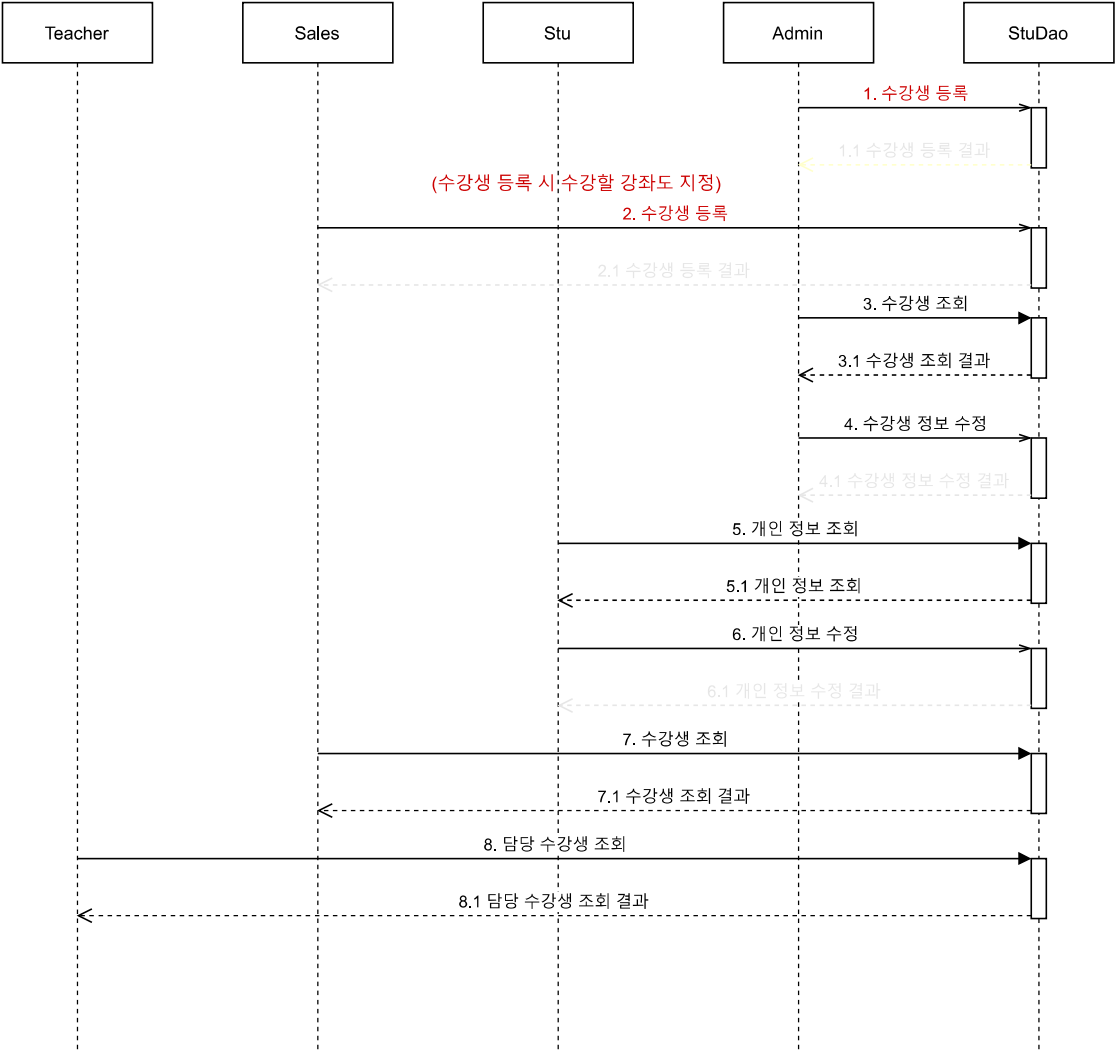 Teacher
Sales
Stu
Admin
StuDao
1. 수강생 등록
1.1 수강생 등록 결과
(수강생 등록 시 수강할 강좌도 지정)
2. 수강생 등록
2.1 수강생 등록 결과
3. 수강생 조회
3.1 수강생 조회 결과
4. 수강생 정보 수정
4.1 수강생 정보 수정 결과
5. 개인 정보 조회
5.1 개인 정보 조회
6. 개인 정보 수정
6.1 개인 정보 수정 결과
7. 수강생 조회
7.1 수강생 조회 결과
8. 담당 수강생 조회
8.1 담당 수강생 조회 결과